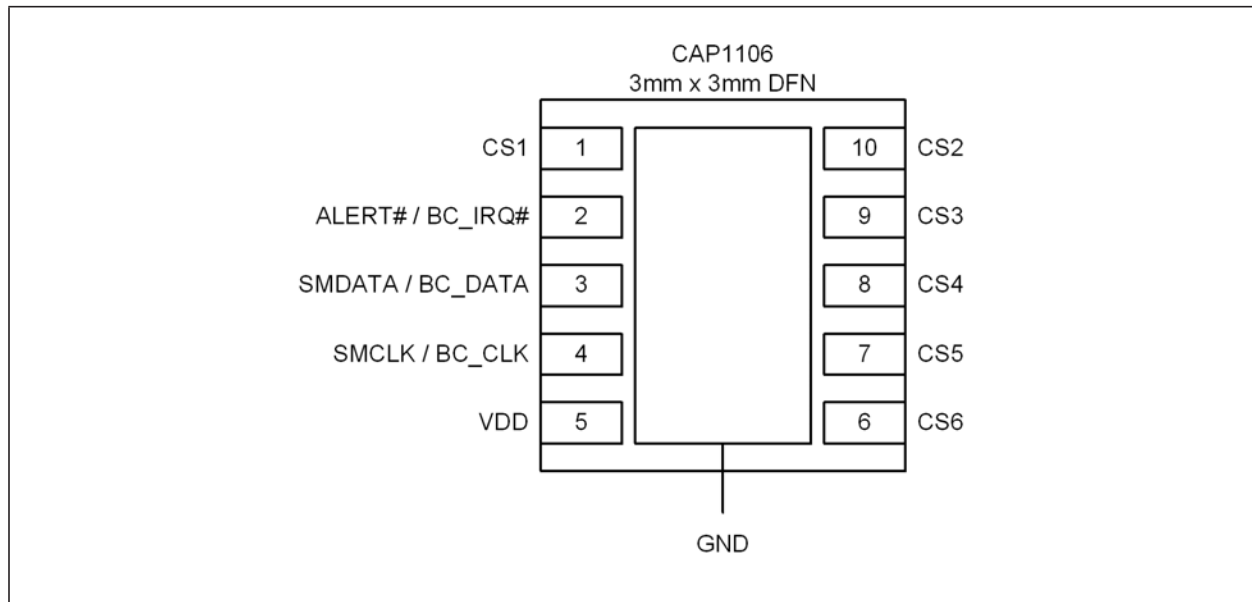 CAP1106
3mm x 3mm DFN
CS1 1 10 CS2
ALERT# / BC_IRQ# 2 9 CS3
SMDATA / BC_DATA 3 8 CS4
SMCLK / BC_CLK 4 7 CS5
VDD 5 6 CS6
GND